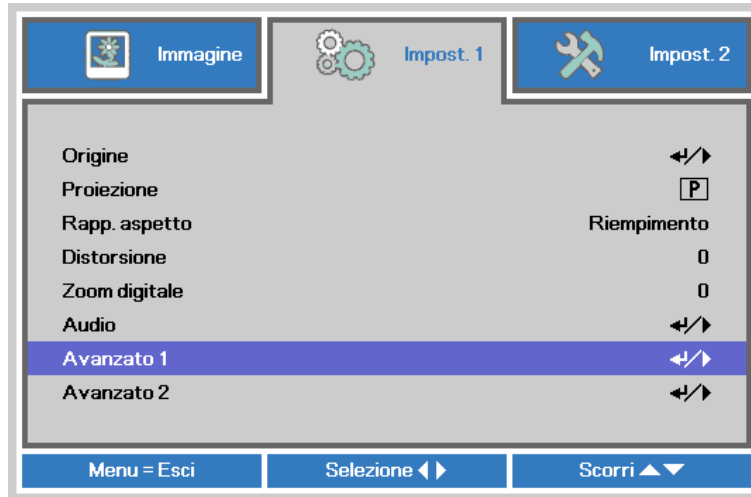 Immagine
Impost. 1
Impost. 2
Origine
Proiezione P
Rapp. aspetto Riempimento
Distorsione 0
Zoom digitale 0
Audio
Avanzato 1
Avanzato 2
Menu = Esci Selezione Scorri